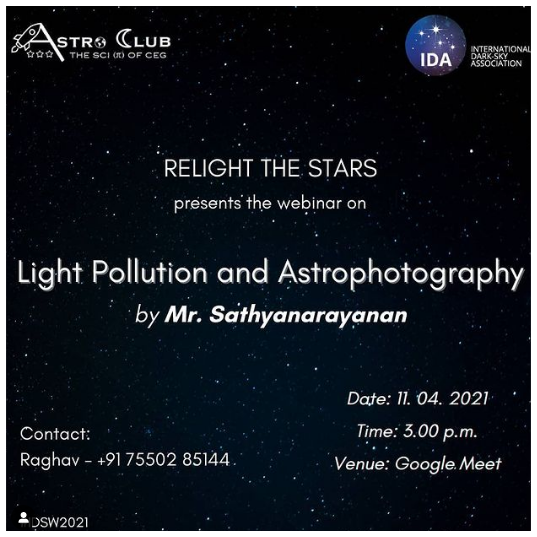 ASTRO CLUB
THE SCI (π) OF CEG
IDA
INTERNATIONAL
DARK-SKY
ASSOCIATION
RELIGHT THE STARS
presents the webinar on
Light Pollution and Astrophotography
by Mr. Sathyanarayanan
Date: 11. 04. 2021
Time: 3.00 p.m.
Venue: Google Meet
Contact:
Raghav - +91 75502 85144
DSW2021